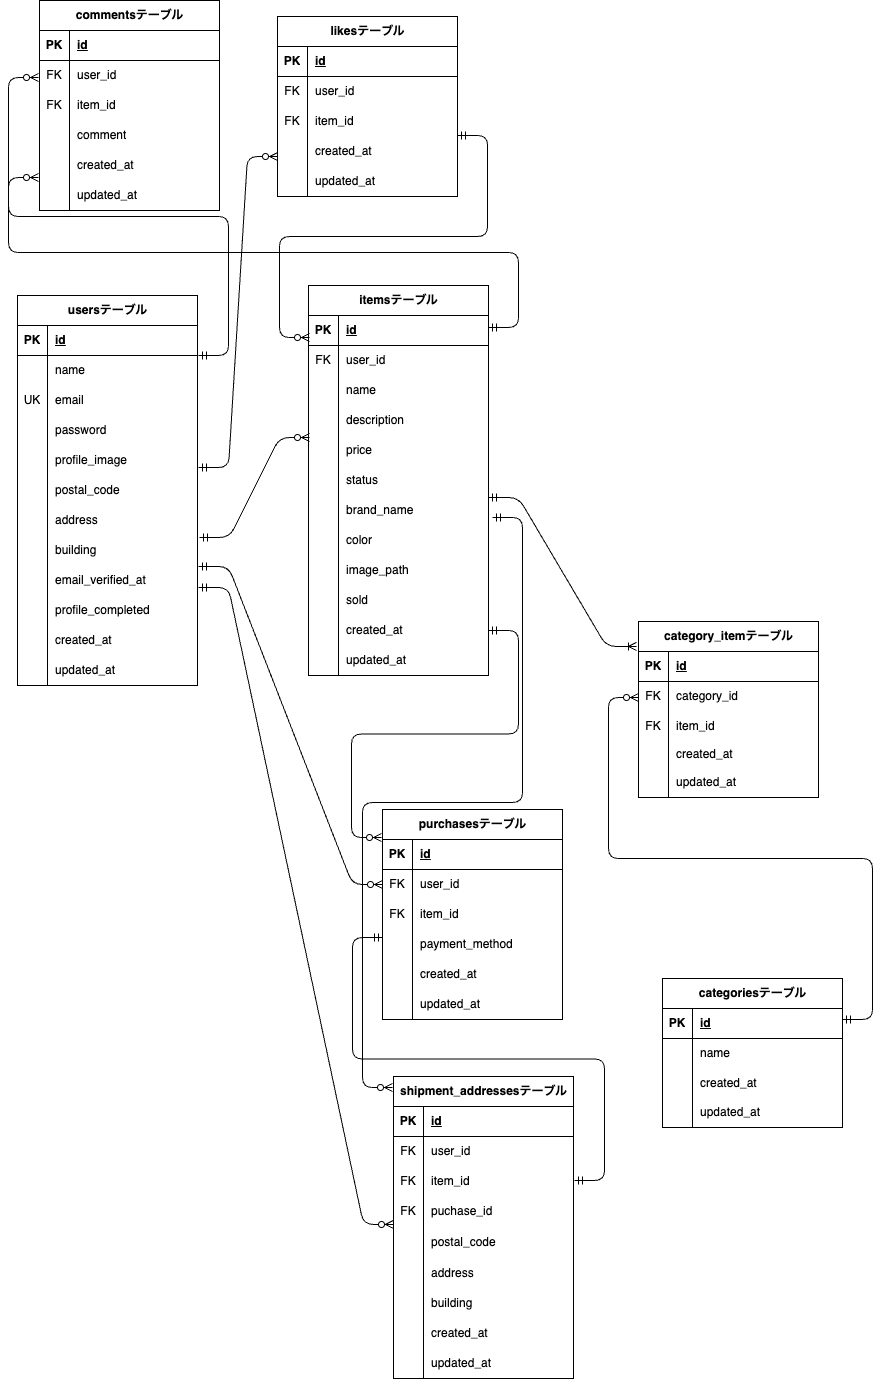 commentsテーブル
PK id
FK user_id
FK item_id
comment
created_at
updated_at
likesテーブル
PK id
FK user_id
FK item_id
created_at
updated_at
usersテーブル
PK id
name
UK email
password
profile_image
postal_code
address
building
email_verified_at
profile_completed
created_at
updated_at
itemsテーブル
PK id
FK user_id
name
description
price
status
brand_name
color
image_path
sold
created_at
updated_at
category_itemテーブル
PK id
FK category_id
FK item_id
created_at
updated_at
purchasesテーブル
PK id
FK user_id
FK item_id
payment_method
created_at
updated_at
categoriesテーブル
PK id
name
created_at
updated_at
shipment_addressesテーブル
PK id
FK user_id
FK item_id
FK puchase_id
postal_code
address
building
created_at
updated_at